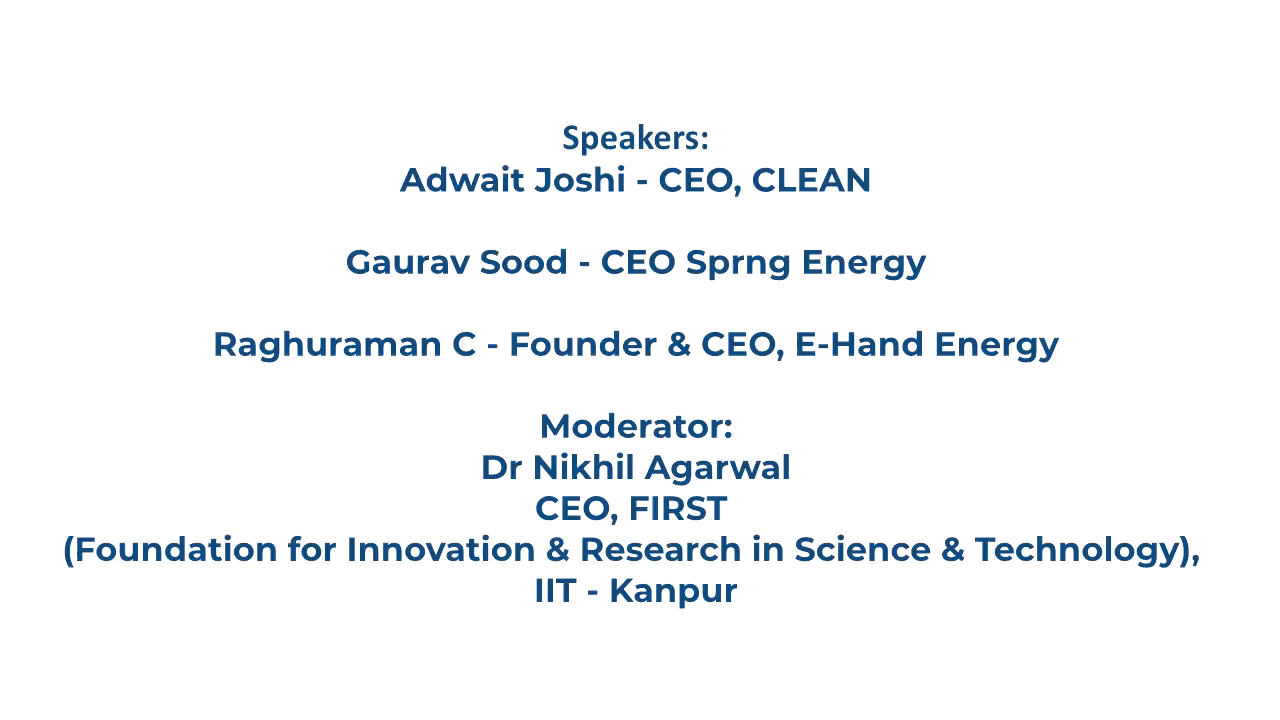 Speakers:
Adwait Joshi - CEO, CLEAN
Gaurav Sood - CEO Sprng Energy
Raghuraman C - Founder & CEO, E-Hand Energy
Moderator:
Dr Nikhil Agarwal
CEO, FIRST
(Foundation for Innovation & Research in Science & Technology),
IIT - Kanpur